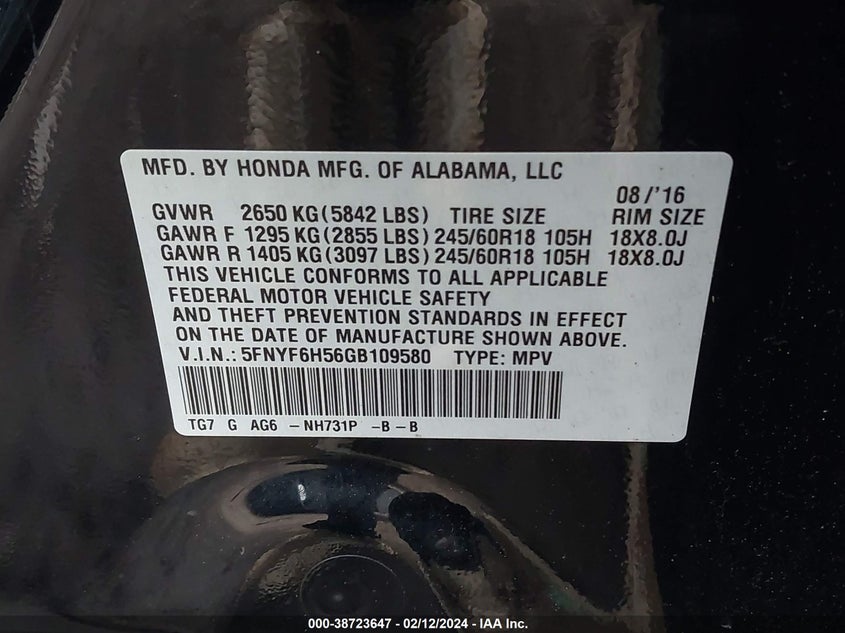 MFD. BY HONDA MFG. OF ALABAMA, LLC
08/'16
GVWR 2650 KG(5842 LBS) TIRE SIZE RIM SIZE
GAWR F 1295 KG(2855 LBS) 245/60R18 105H 18X8.0J
GAWR R 1405 KG(3097 LBS) 245/60R18 105H 18X8.0J
THIS VEHICLE CONFORMS TO ALL APPLICABLE
FEDERAL MOTOR VEHICLE SAFETY
AND THEFT PREVENTION STANDARDS IN EFFECT
ON THE DATE OF MANUFACTURE SHOWN ABOVE.
V.I.N.: 5FNYF6H56GB109580 TYPE: MPV
TG7 G AG6 -NH731P -B-B
000-38723647 - 02/12/2024 - IAA Inc.